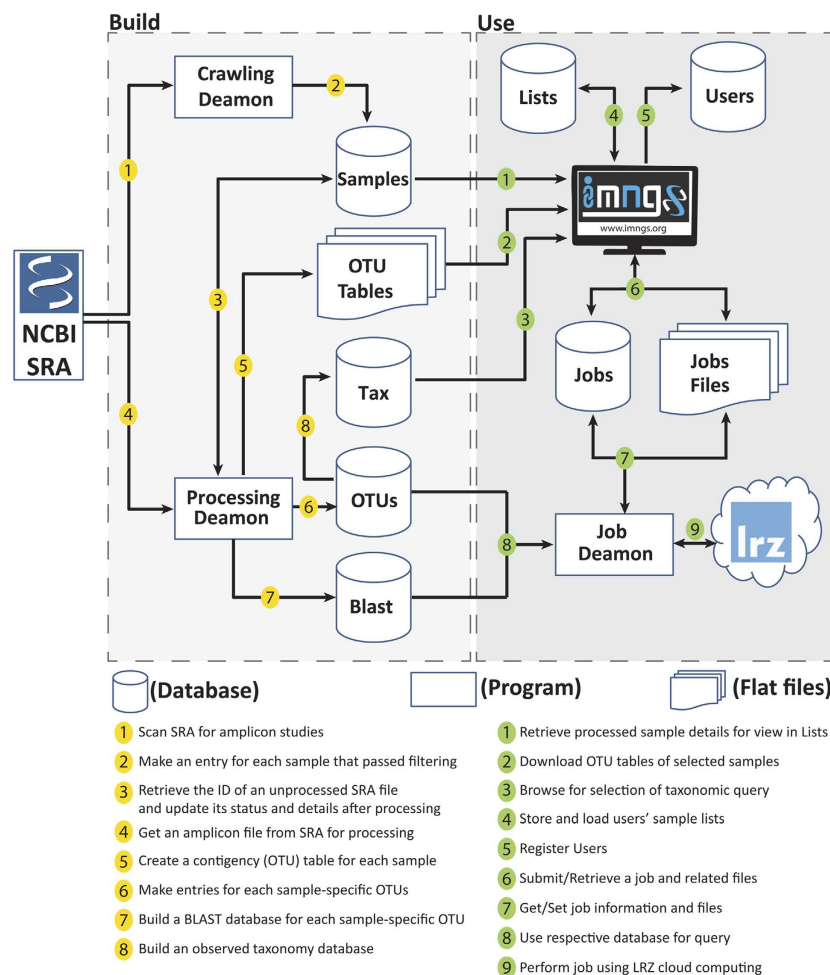 Build
Use
Crawling
Deamon
2
Lists
Users
4
5
1
Samples
1
imngs
www.imngs.org
2
OTU
Tables
NCBI
SRA
3
5
3
6
Jobs
Jobs
Files
Tax
4
8
7
Processing
Deamon
6
OTUs
8
Job
Deamon
9
lrz
7
Blast
(Database)
(Program)
(Flat files)
1 Scan SRA for amplicon studies
2 Make an entry for each sample that passed filtering
3 Retrieve the ID of an unprocessed SRA file
and update its status and details after processing
4 Get an amplicon file from SRA for processing
5 Create a contigency (OTU) table for each sample
6 Make entries for each sample-specific OTUs
7 Build a BLAST database for each sample-specific OTU
8 Build an observed taxonomy database
1 Retrieve processed sample details for view in Lists
2 Download OTU tables of selected samples
3 Browse for selection of taxonomic query
4 Store and load users’ sample lists
5 Register Users
6 Submit/Retrieve a job and related files
7 Get/Set job information and files
8 Use respective database for query
9 Perform job using LRZ cloud computing